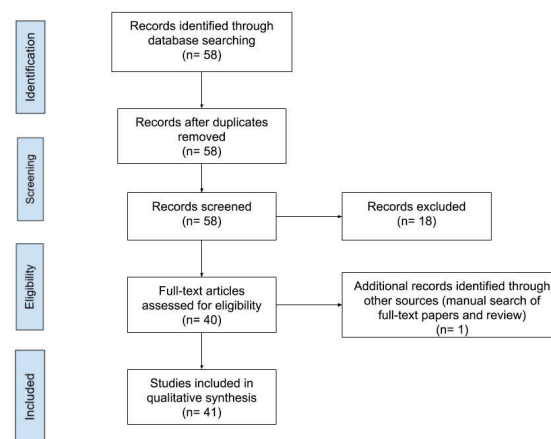 Identification
Records identified through
database searching
(n= 58)
Records after duplicates
removed
(n= 58)
Screening
Records screened
(n= 58)
Records excluded
(n= 18)
Eligibility
Full-text articles
assessed for eligibility
(n= 40)
Additional records identified through
other sources (manual search of
full-text papers and review)
(n= 1)
Included
Studies included in
qualitative synthesis
(n= 41)